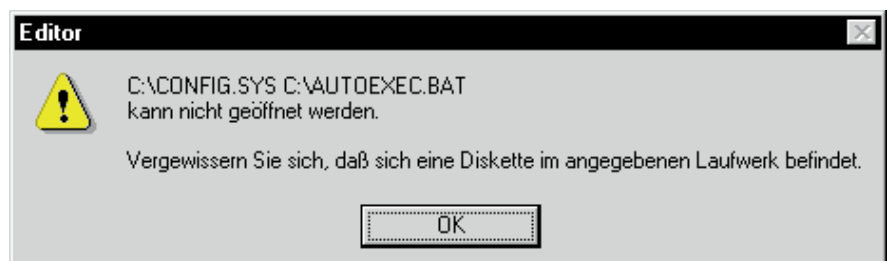 Editor
C:\CONFIG.SYS C:\AUTOEXEC.BAT
kann nicht geöffnet werden.
Vergewissern Sie sich, daß sich eine Diskette im angegebenen Laufwerk befindet.
OK